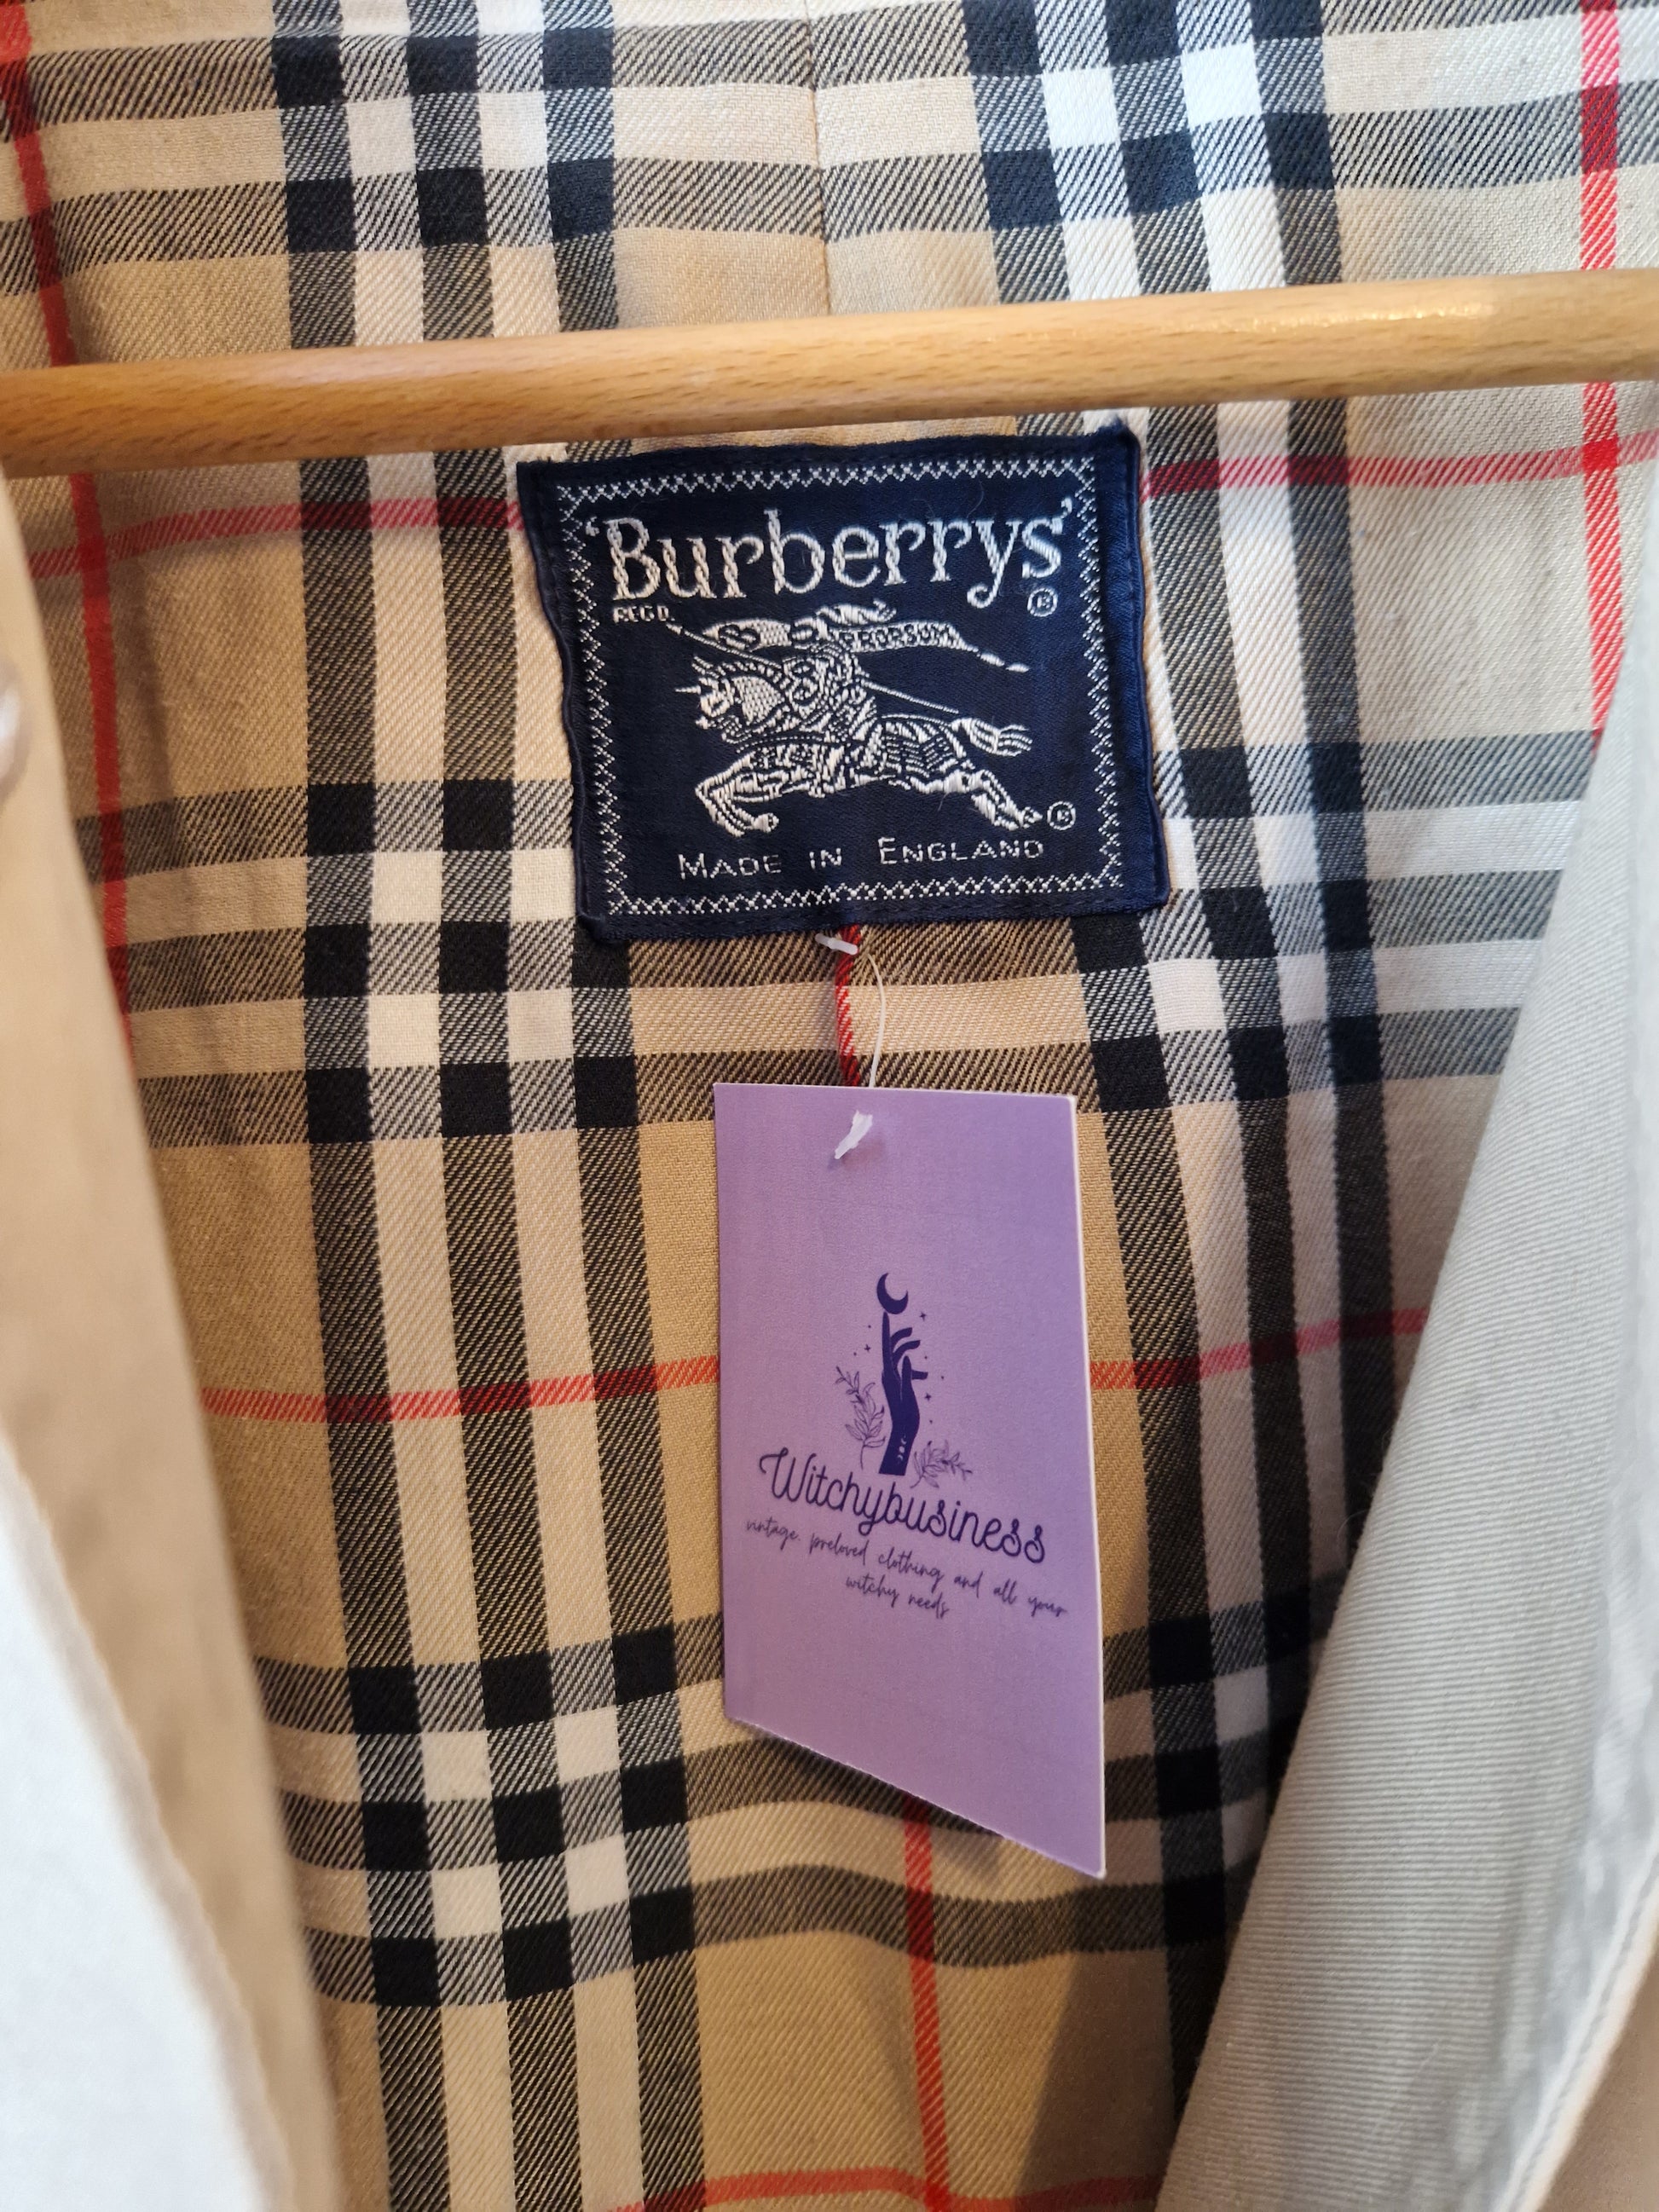 'Burberrys'
REGD.
®
PRORSUM
®
MADE IN ENGLAND
Witchybusiness
vintage, preloved clothing and all your
witchy needs